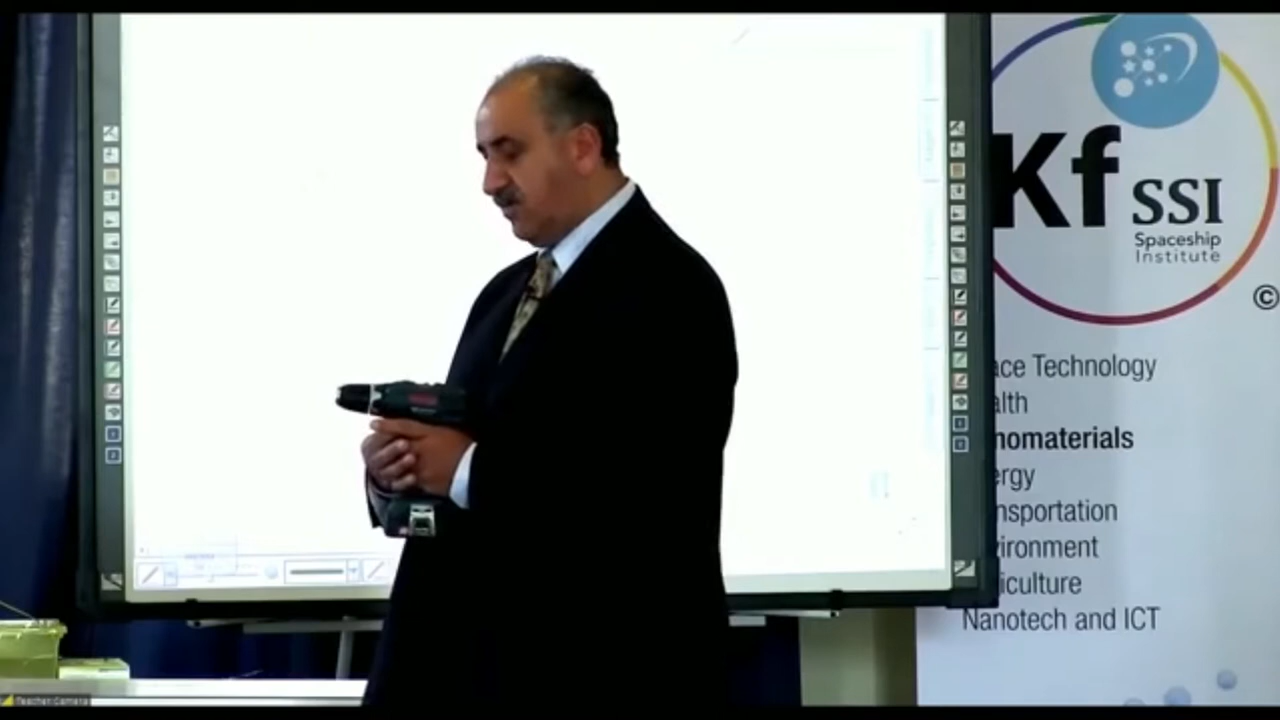 Kf SSI
Spaceship
Institute
©
ace Technology
alth
nomaterials
ergy
nsportation
vironment
iculture
Nanotech and ICT